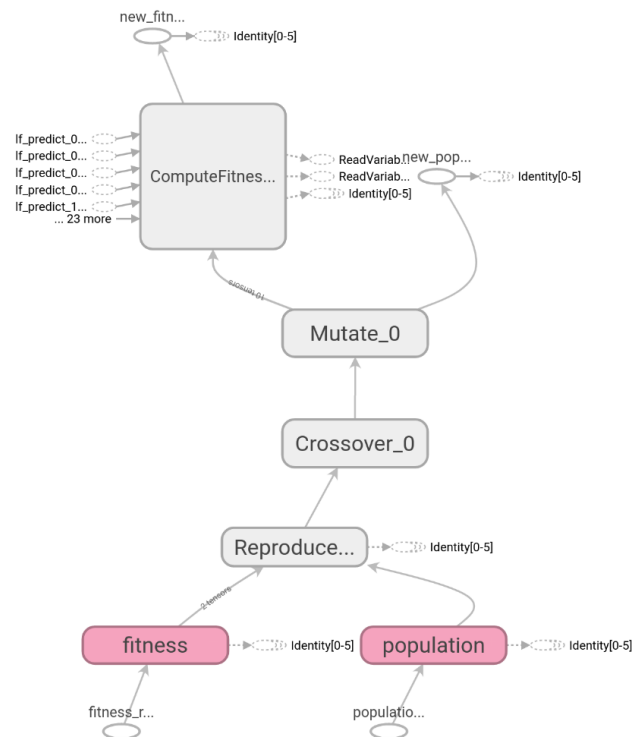 new_fitn...
Identity[0-5]
lf_predict_0...
lf_predict_0...
lf_predict_0...
lf_predict_0...
lf_predict_1...
... 23 more
ComputeFitnes...
ReadVariab...
ReadVariab...
Identity[0-5]
new_pop...
Identity[0-5]
10 tensors
Mutate_0
Crossover_0
Reproduce...
Identity[0-5]
2 tensors
fitness
Identity[0-5]
population
Identity[0-5]
fitness_r...
populatio...